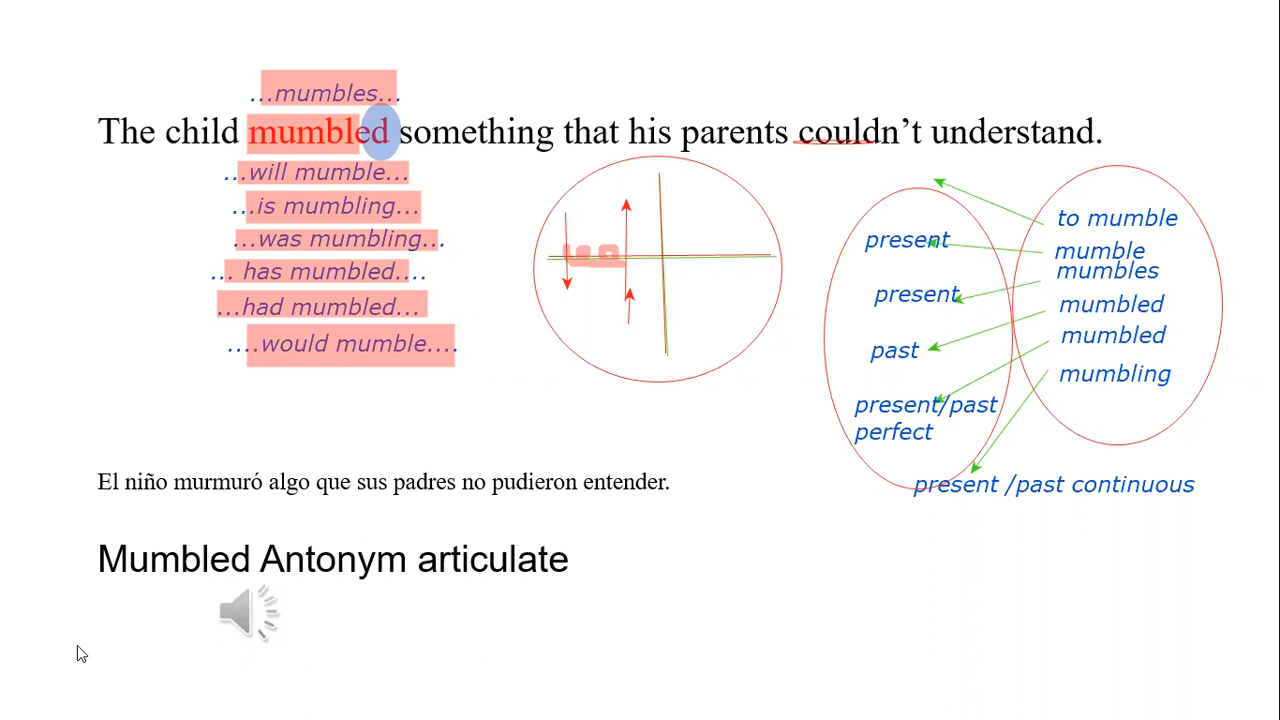 ...mumbles...
The child mumbled something that his parents couldn't understand.
...will mumble...
...is mumbling...
...was mumbling...
... has mumbled....
...had mumbled...
....would mumble....
present
present
past
present/past
perfect
present /past continuous
to mumble
mumble
mumbles
mumbled
mumbled
mumbling
El niño murmuró algo que sus padres no pudieron entender.
Mumbled Antonym articulate